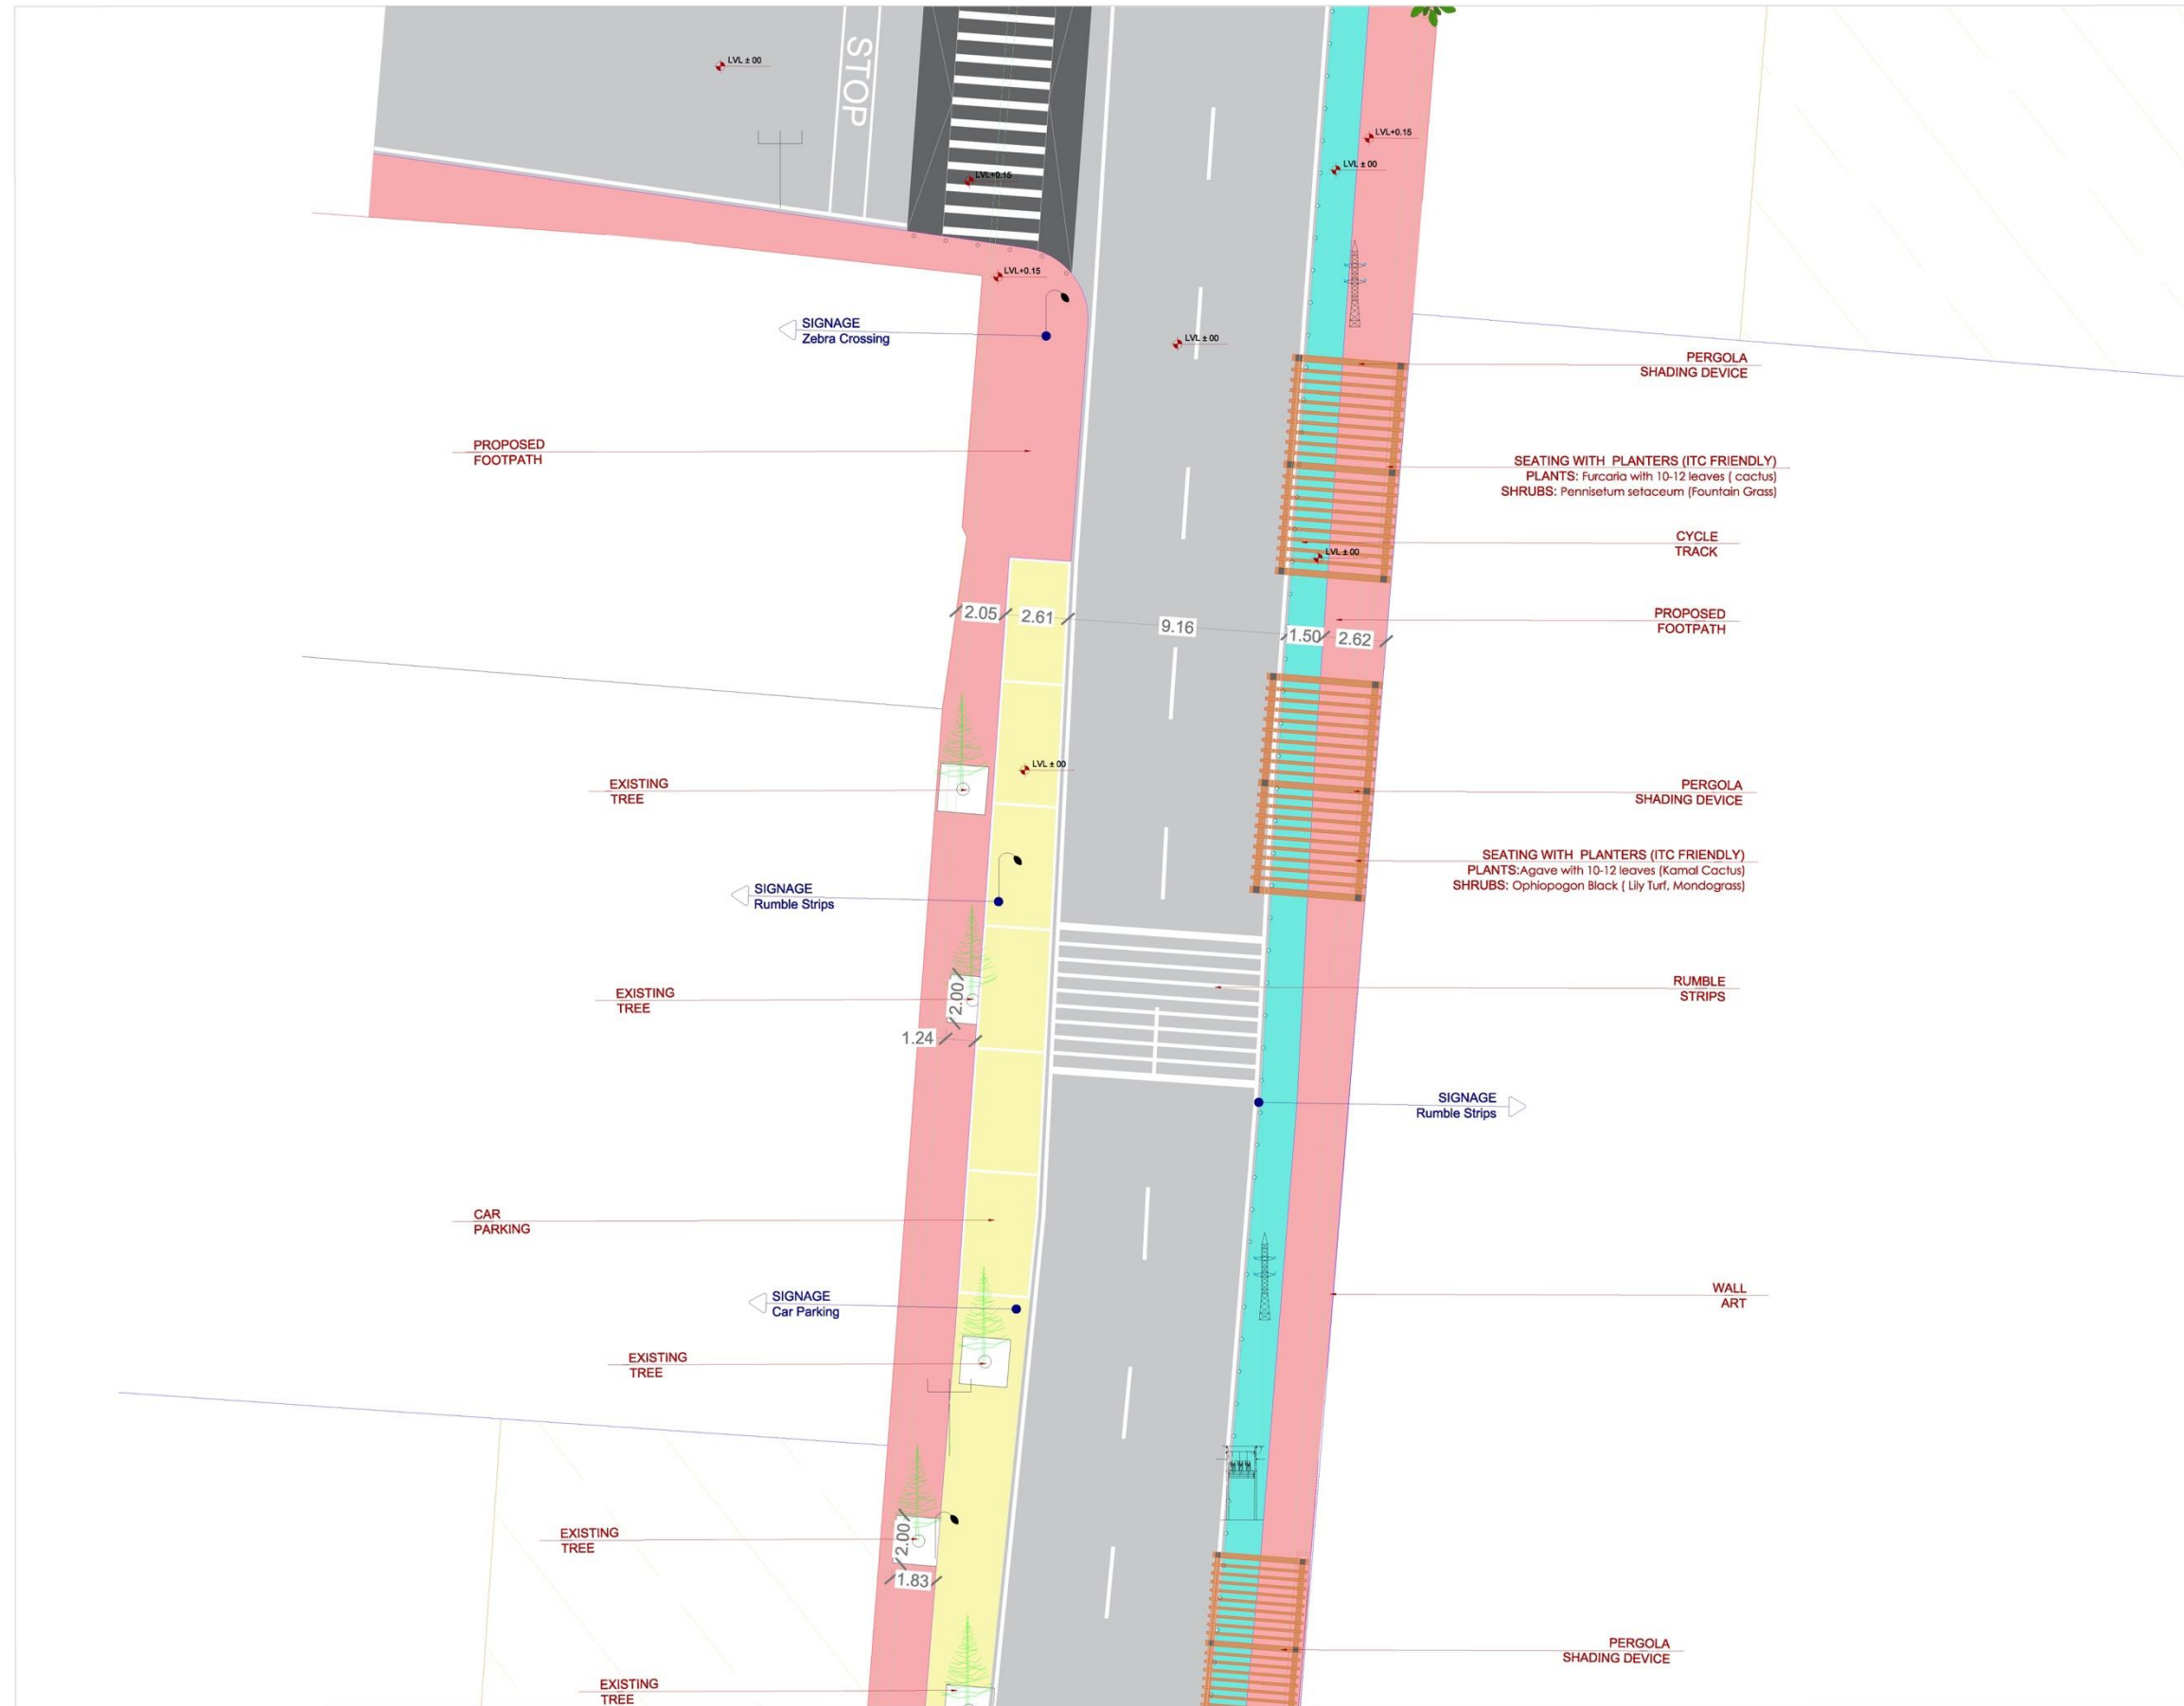 STOP
LVL ± 00
LVL+0.15
LVL ± 00
LVL+0.15
LVL+0.15
SIGNAGE
Zebra Crossing
LVL ± 00
PERGOLA
SHADING DEVICE
PROPOSED
FOOTPATH
SEATING WITH PLANTERS (ITC FRIENDLY)
PLANTS: Furcaria with 10-12 leaves ( cactus)
SHRUBS: Pennisetum setaceum (Fountain Grass)
CYCLE
TRACK
LVL ± 00
2.05
2.61
9.16
1.50
2.62
PROPOSED
FOOTPATH
LVL ± 00
EXISTING
TREE
PERGOLA
SHADING DEVICE
SEATING WITH PLANTERS (ITC FRIENDLY)
PLANTS:Agave with 10-12 leaves (Kamal Cactus)
SHRUBS: Ophiopogon Black ( Lily Turf, Mondograss)
SIGNAGE
Rumble Strips
EXISTING
TREE
2.00
1.24
RUMBLE
STRIPS
SIGNAGE
Rumble Strips
CAR
PARKING
SIGNAGE
Car Parking
WALL
ART
EXISTING
TREE
EXISTING
TREE
2.00
1.83
PERGOLA
SHADING DEVICE
EXISTING
TREE